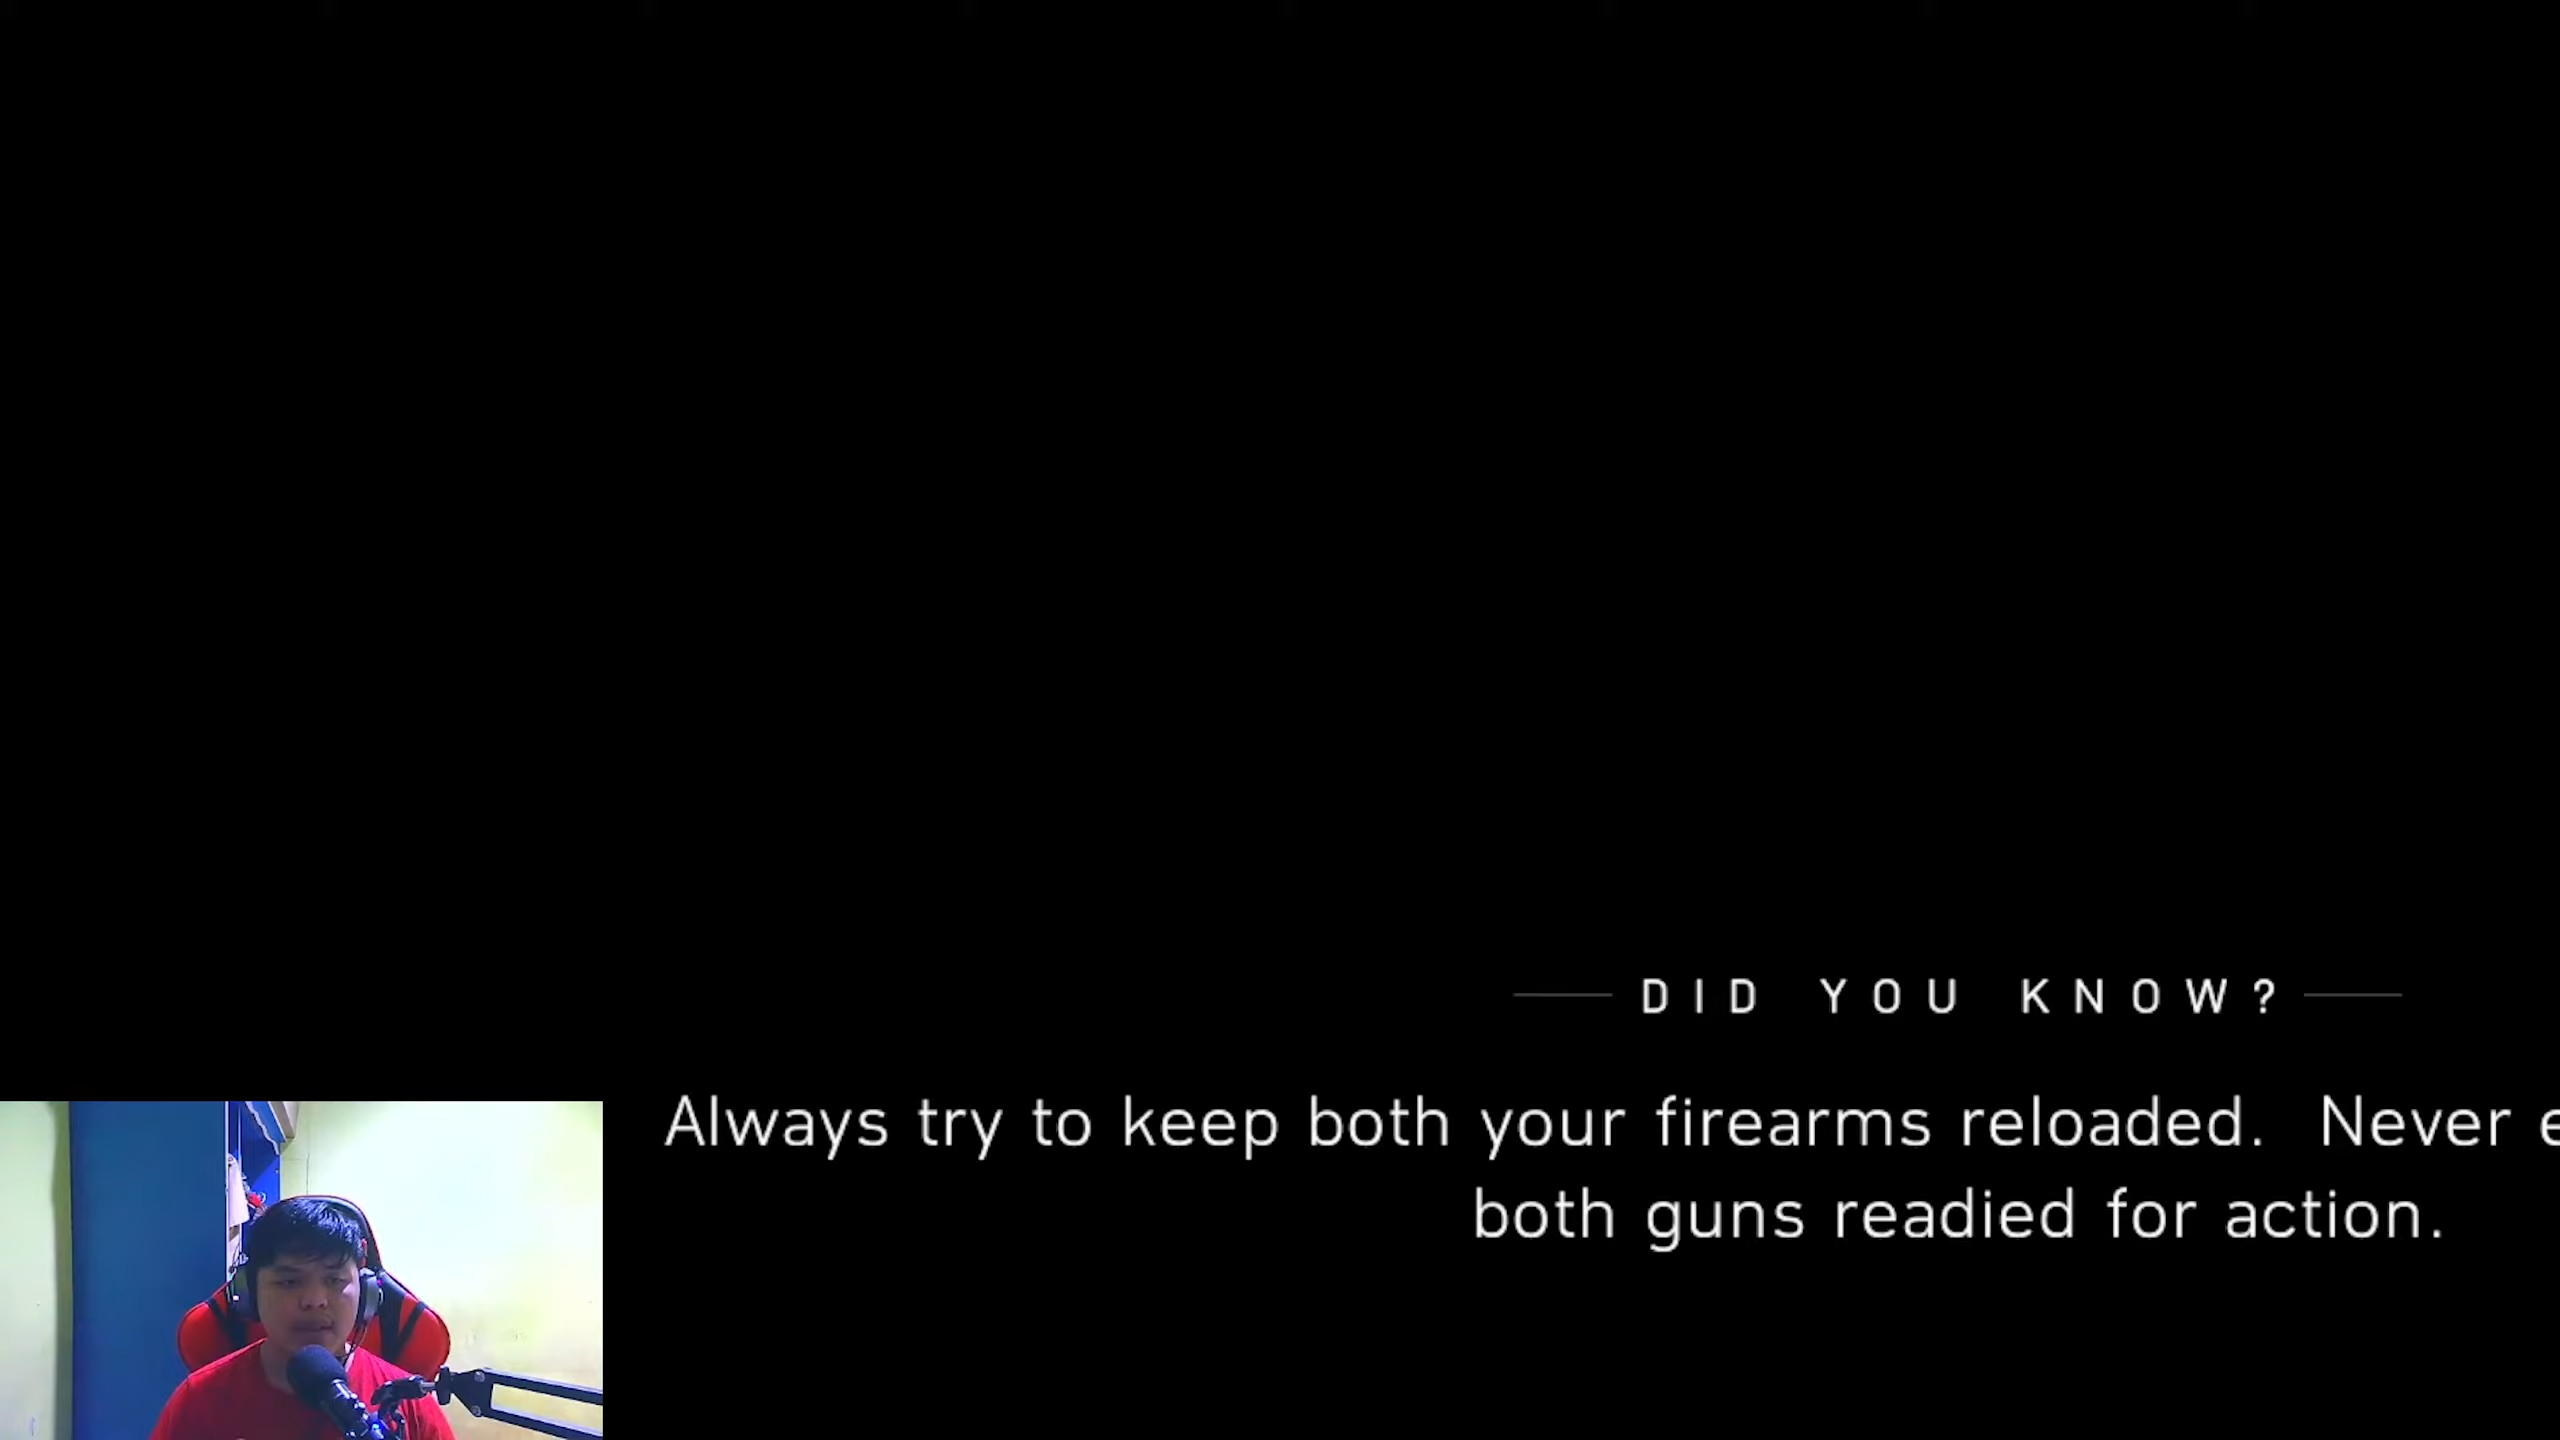 DID YOU KNOW?
Always try to keep both your firearms reloaded. Never
both guns readied for action.